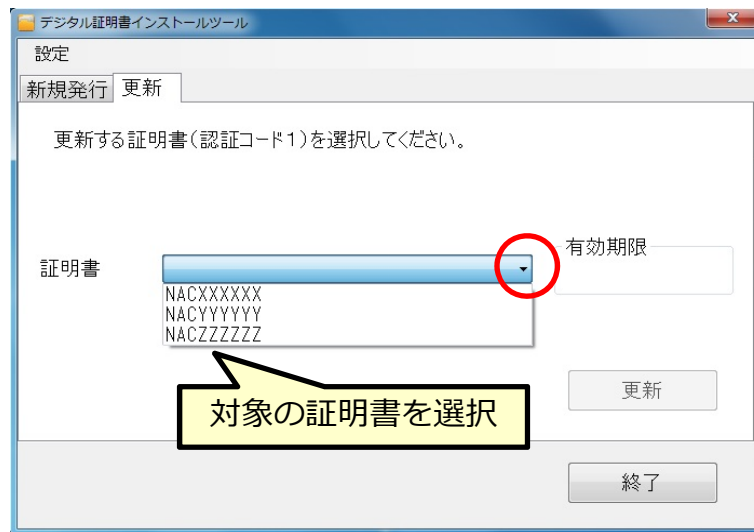 デジタル証明書インストールツール
設定
新規発行 更新
更新する証明書(認証コード1)を選択してください。
有効期限
証明書
NACXXXXXX
NACYYYYYY
NACZZZZZZ
対象の証明書を選択
更新
終了